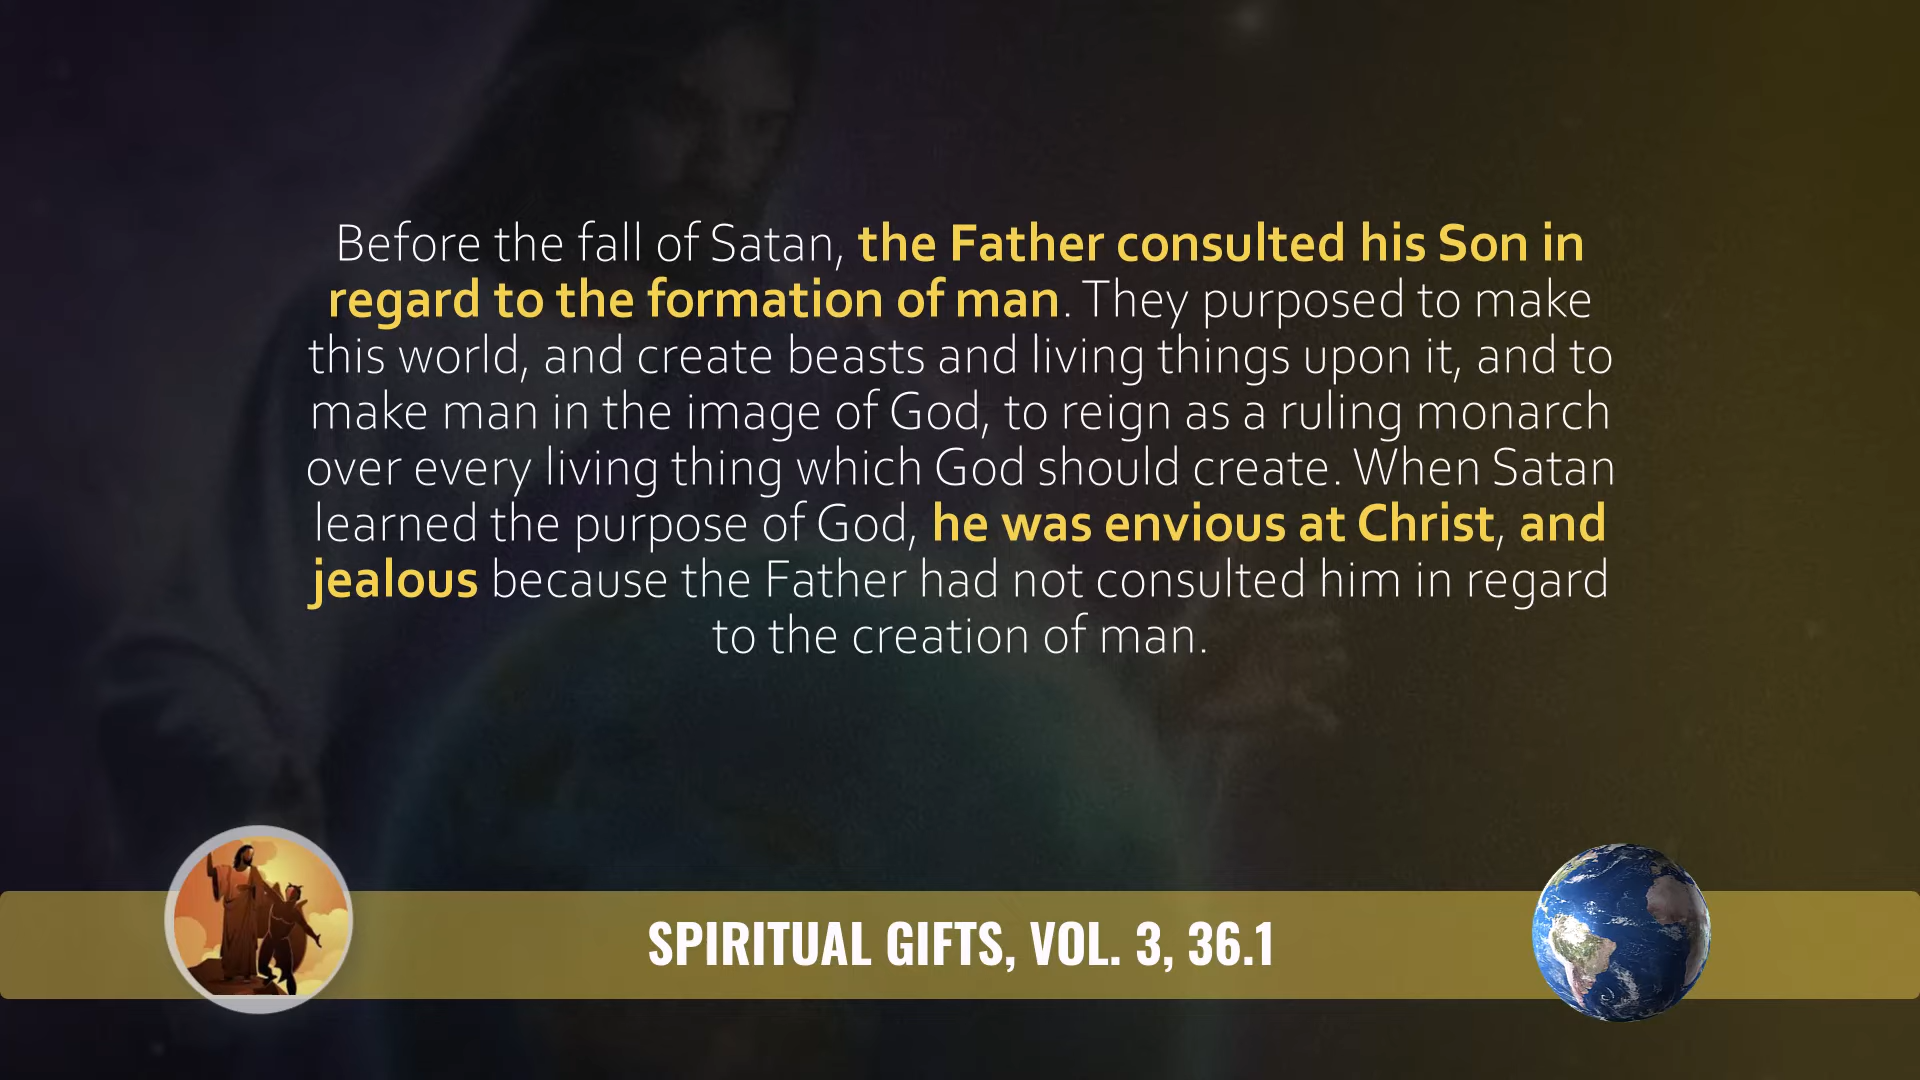 Before the fall of Satan, the Father consulted his Son in
regard to the formation of man. They purposed to make
this world, and create beasts and living things upon it, and to
make man in the image of God, to reign as a ruling monarch
over every living thing which God should create. When Satan
learned the purpose of God, he was envious at Christ, and
jealous because the Father had not consulted him in regard
to the creation of man.
SPIRITUAL GIFTS, VOL. 3, 36.1